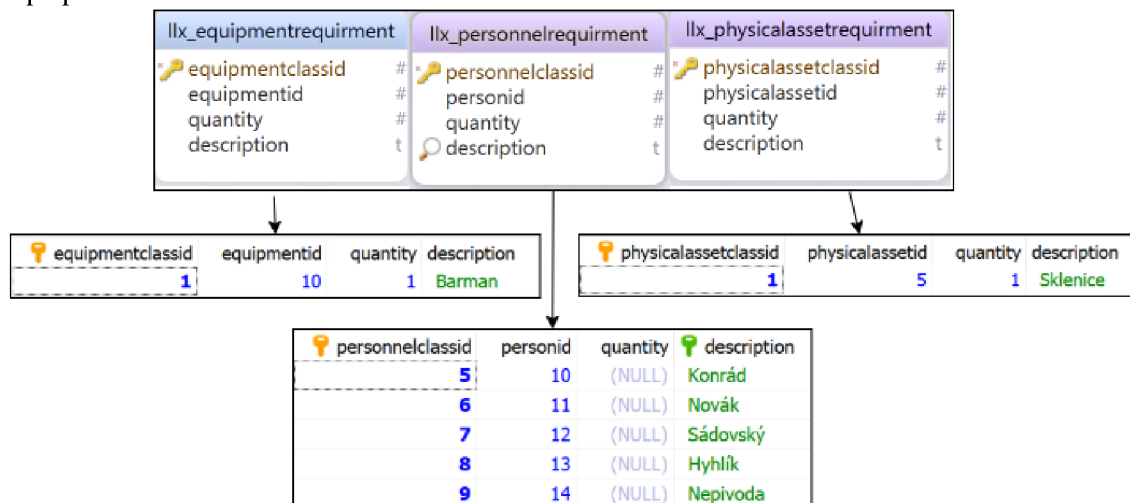 llx_equipmentrequirment
equipmentclassid #
equipmentid #
quantity #
description t
llx_personnelrequirment
personnelclassid #
personid #
quantity #
description t
llx_physicalassetrequirment
physicalassetclassid #
physicalassetid #
quantity #
description t
equipmentclassid equipmentid quantity description
1 10 1 Barman
physicalassetclassid physicalassetid quantity description
1 5 1 Sklenice
personnelclassid personid quantity description
5 10 (NULL) Konrád
6 11 (NULL) Novák
7 12 (NULL) Sádovský
8 13 (NULL) Hyhlík
9 14 (NULL) Nepivoda